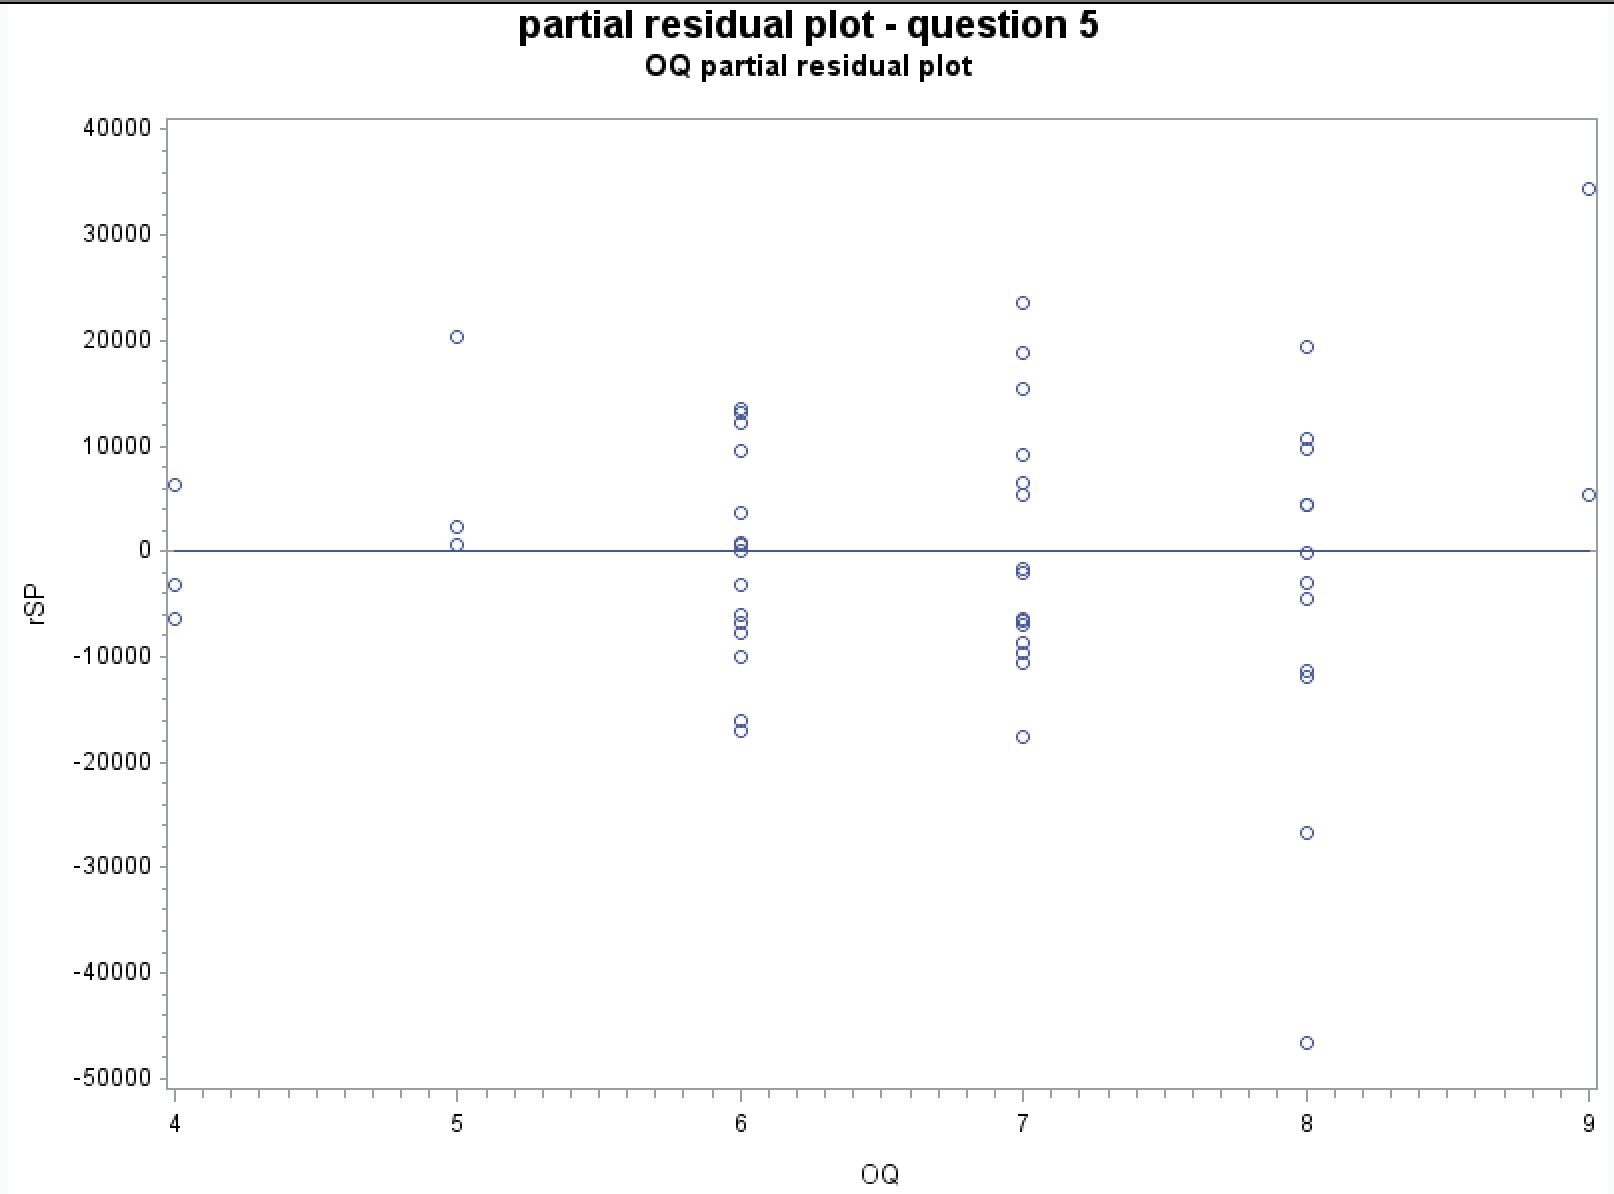 partial residual plot - question 5
OQ partial residual plot
40000
30000
20000
10000
0
-10000
-20000
-30000
-40000
-50000
rSP
4 5 6 7 8 9
OQ